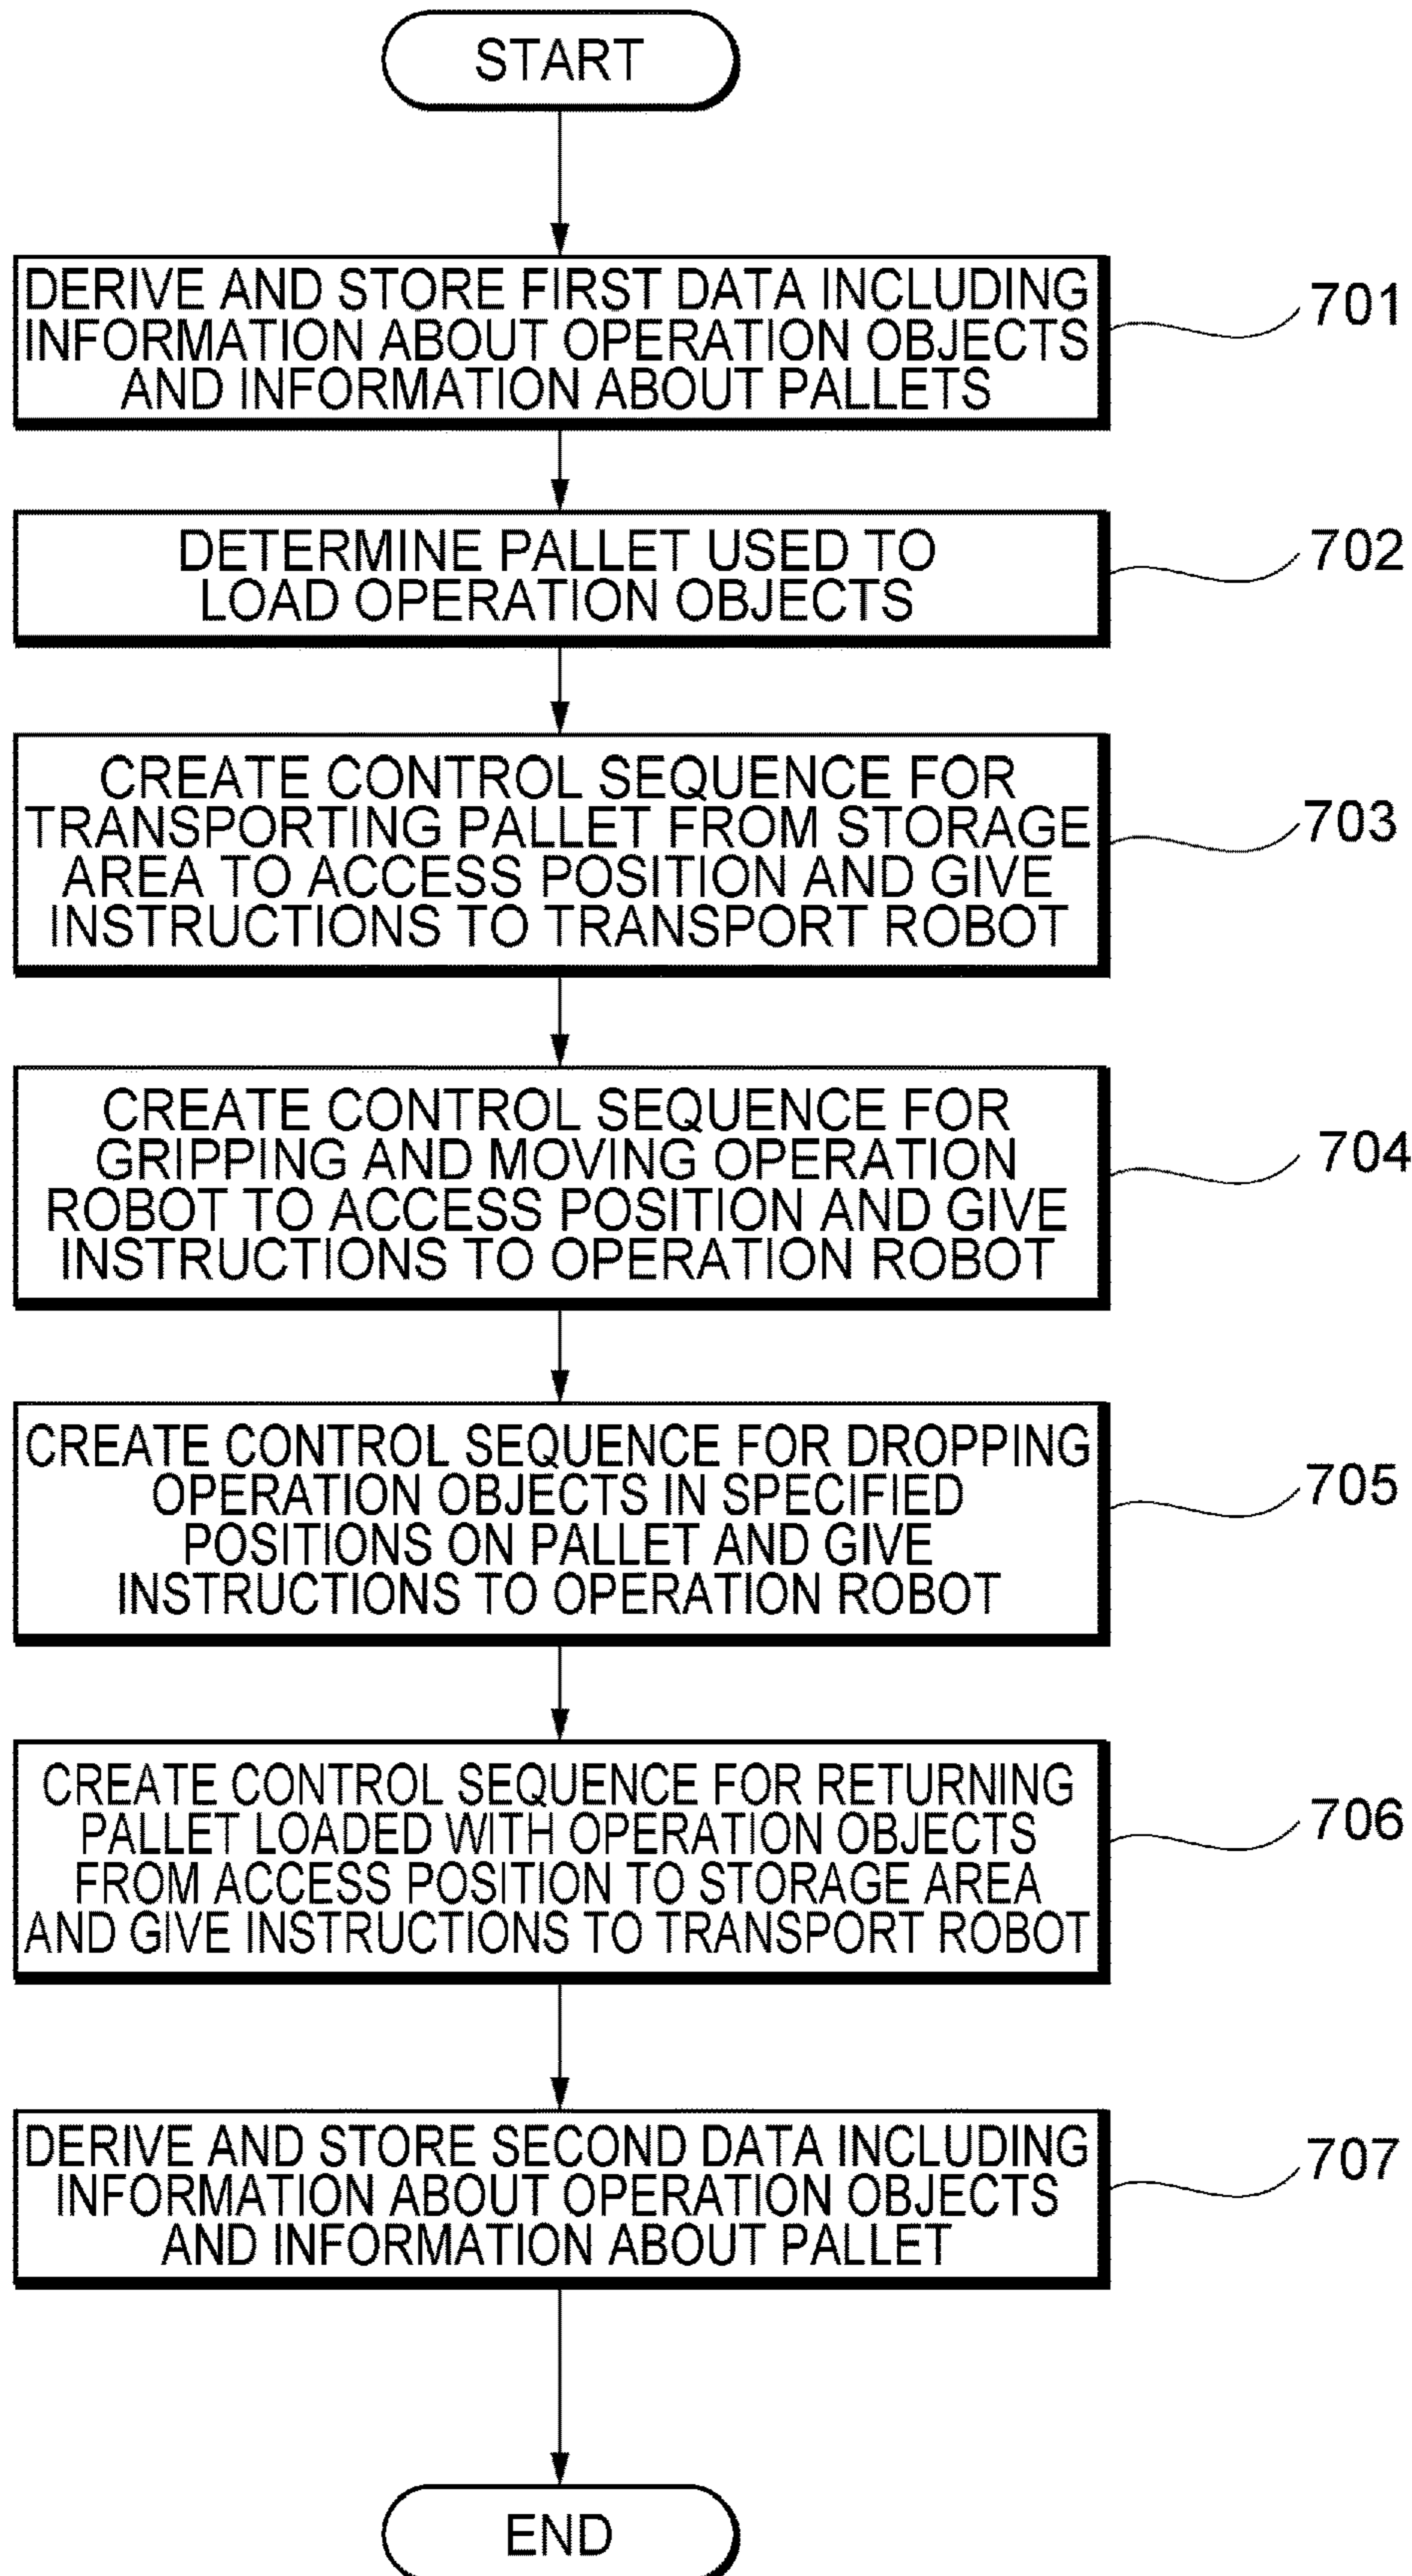 START
DERIVE AND STORE FIRST DATA INCLUDING
INFORMATION ABOUT OPERATION OBJECTS
AND INFORMATION ABOUT PALLETS
701
DETERMINE PALLET USED TO
LOAD OPERATION OBJECTS
702
CREATE CONTROL SEQUENCE FOR
TRANSPORTING PALLET FROM STORAGE
AREA TO ACCESS POSITION AND GIVE
INSTRUCTIONS TO TRANSPORT ROBOT
703
CREATE CONTROL SEQUENCE FOR
GRIPPING AND MOVING OPERATION
ROBOT TO ACCESS POSITION AND GIVE
INSTRUCTIONS TO OPERATION ROBOT
704
CREATE CONTROL SEQUENCE FOR DROPPING
OPERATION OBJECTS IN SPECIFIED
POSITIONS ON PALLET AND GIVE
INSTRUCTIONS TO OPERATION ROBOT
705
CREATE CONTROL SEQUENCE FOR RETURNING
PALLET LOADED WITH OPERATION OBJECTS
FROM ACCESS POSITION TO STORAGE AREA
AND GIVE INSTRUCTIONS TO TRANSPORT ROBOT
706
DERIVE AND STORE SECOND DATA INCLUDING
INFORMATION ABOUT OPERATION OBJECTS
AND INFORMATION ABOUT PALLET
707
END